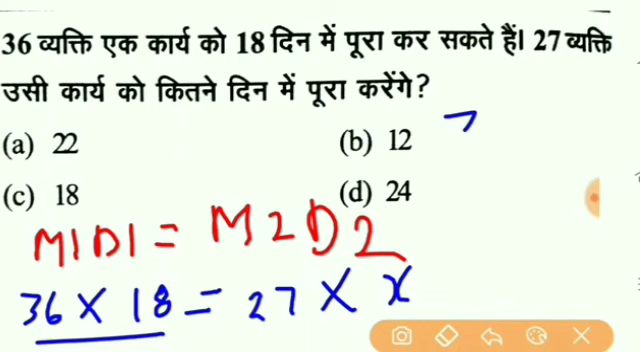 36 व्यक्ति एक कार्य को 18 दिन में पूरा कर सकते हैं। 27 व्यक्ति
उसी कार्य को कितने दिन में पूरा करेंगे?
(a) 22 (b) 12
(c) 18 (d) 24
M1D1 = M2D2
36 × 18 = 27 × x